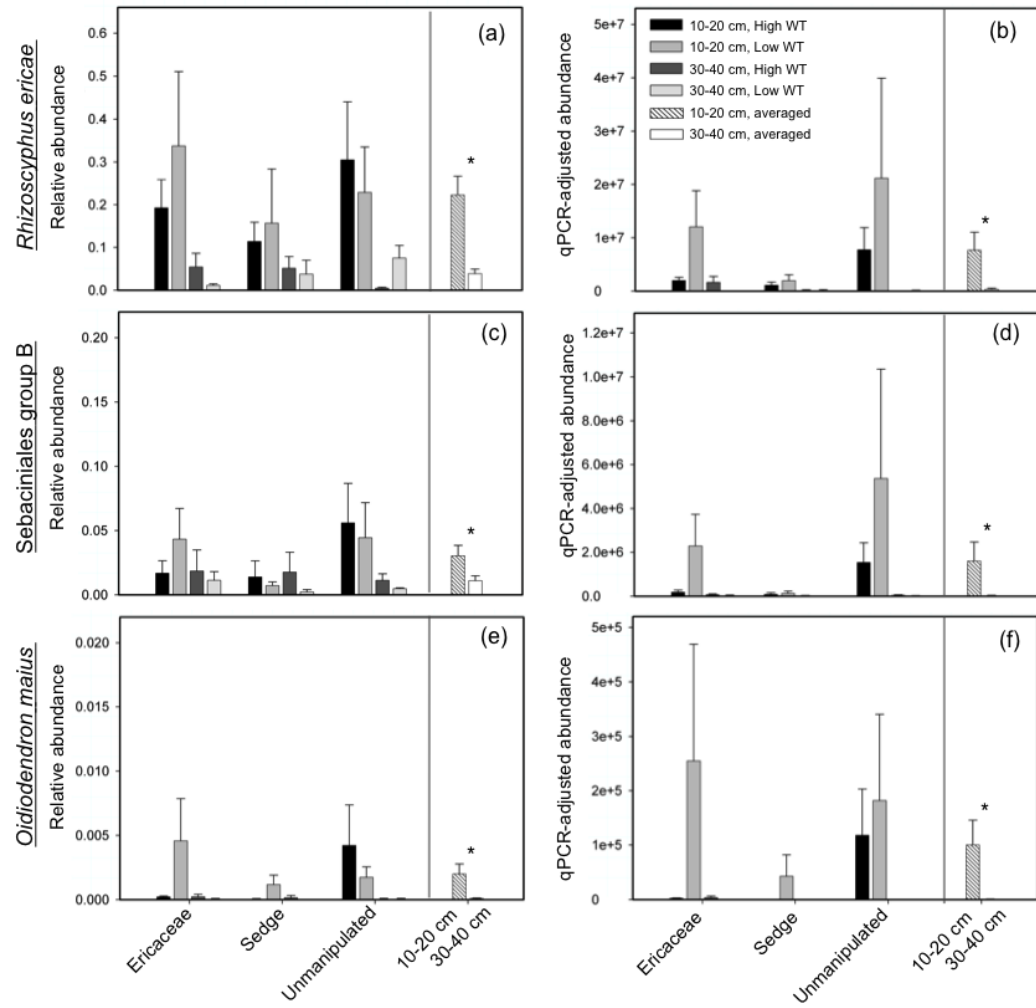 Rhizoscyphus ericae
Relative abundance
0.6
0.5
0.4
0.3
0.2
0.1
0.0
(a)
*
qPCR-adjusted abundance
5e+7
4e+7
3e+7
2e+7
1e+7
0
10-20 cm, High WT
10-20 cm, Low WT
30-40 cm, High WT
30-40 cm, Low WT
10-20 cm, averaged
30-40 cm, averaged
(b)
*
Sebaciniales group B
Relative abundance
0.20
0.15
0.10
0.05
0.00
(c)
*
qPCR-adjusted abundance
1.2e+7
1.0e+7
8.0e+6
6.0e+6
4.0e+6
2.0e+6
0.0
(d)
*
Oidiodendron maius
Relative abundance
0.020
0.015
0.010
0.005
0.000
(e)
*
Ericaceae
Sedge
Unmanipulated
10-20 cm
30-40 cm
qPCR-adjusted abundance
5e+5
4e+5
3e+5
2e+5
1e+5
0
(f)
*
Ericaceae
Sedge
Unmanipulated
10-20 cm
30-40 cm